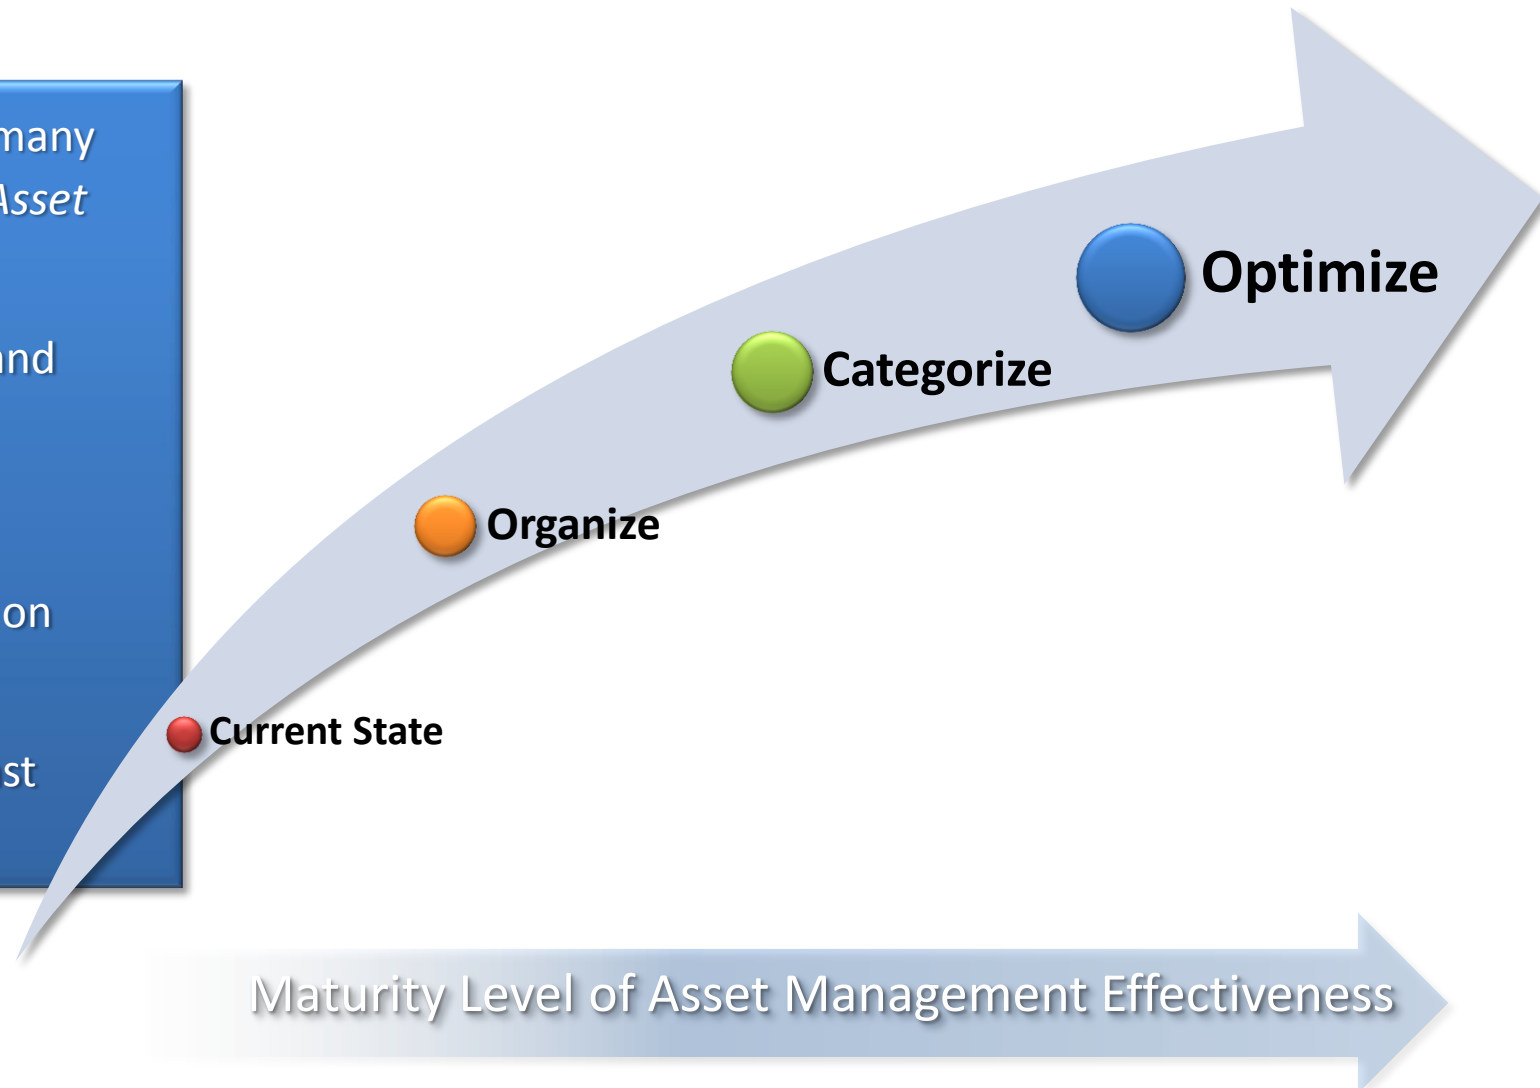 many
Asset
and
on
st
Optimize
Categorize
Organize
Current State
Maturity Level of Asset Management Effectiveness